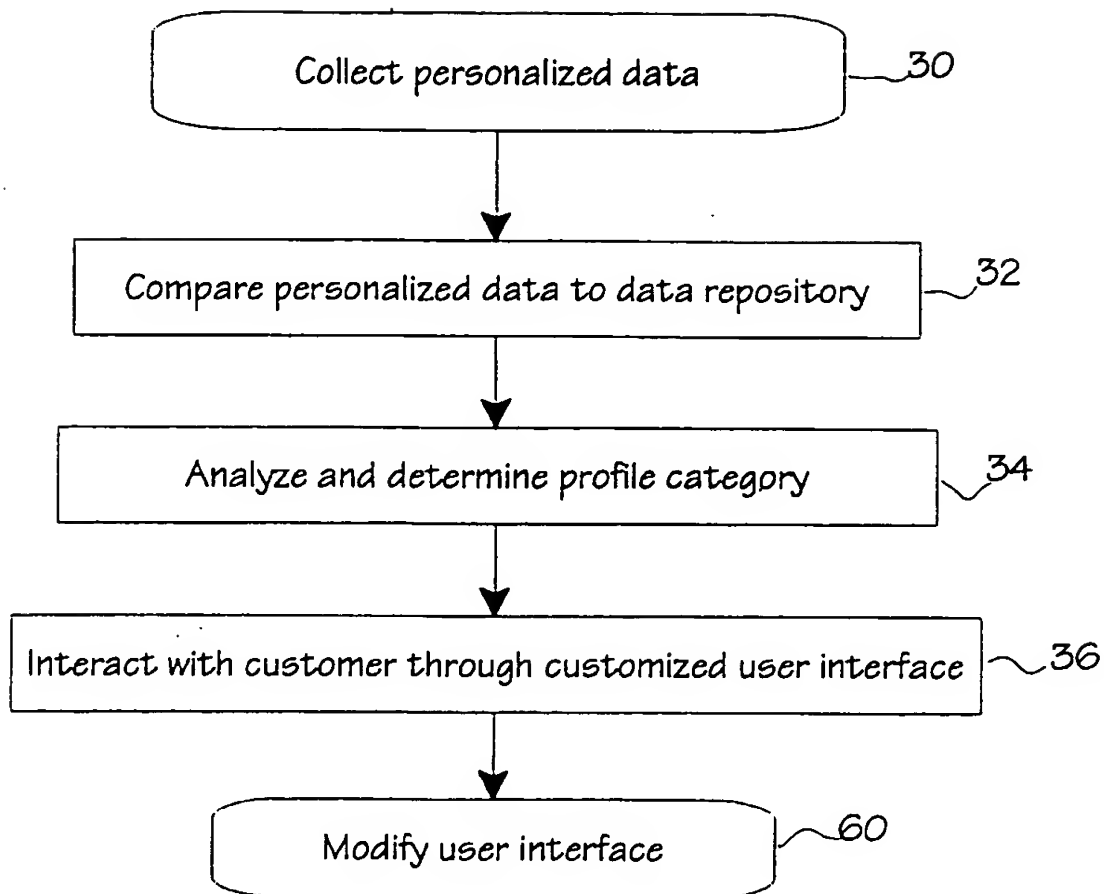 Collect personalized data
30
Compare personalized data to data repository
32
Analyze and determine profile category
34
Interact with customer through customized user interface
36
Modify user interface
60